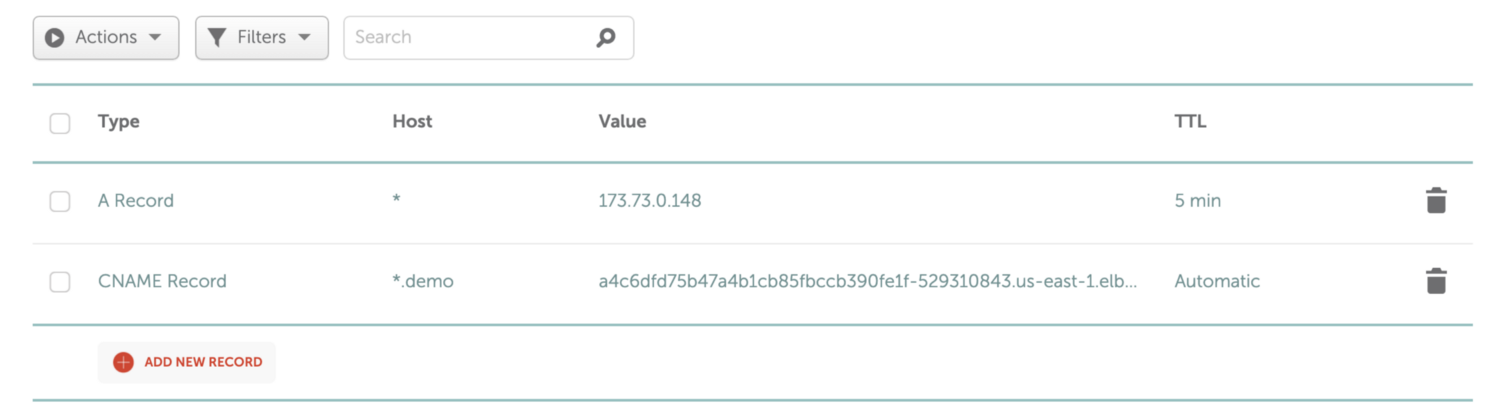 Actions Filters Search
Type Host Value TTL
A Record * 173.73.0.148 5 min
CNAME Record *.demo a4c6dfd75b47a4b1cb85fbccb390fe1f-529310843.us-east-1.elb... Automatic
ADD NEW RECORD